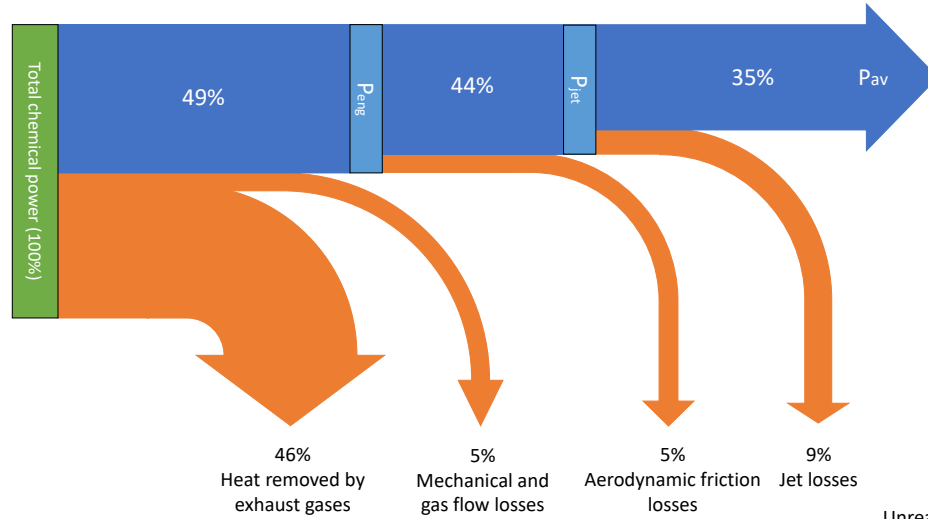 Total chemical power (100%)
49%
Peng
44%
Pjet
35%
Pav
46%
Heat removed by
exhaust gases
5%
Mechanical and
gas flow losses
5%
Aerodynamic friction
losses
9%
Jet losses